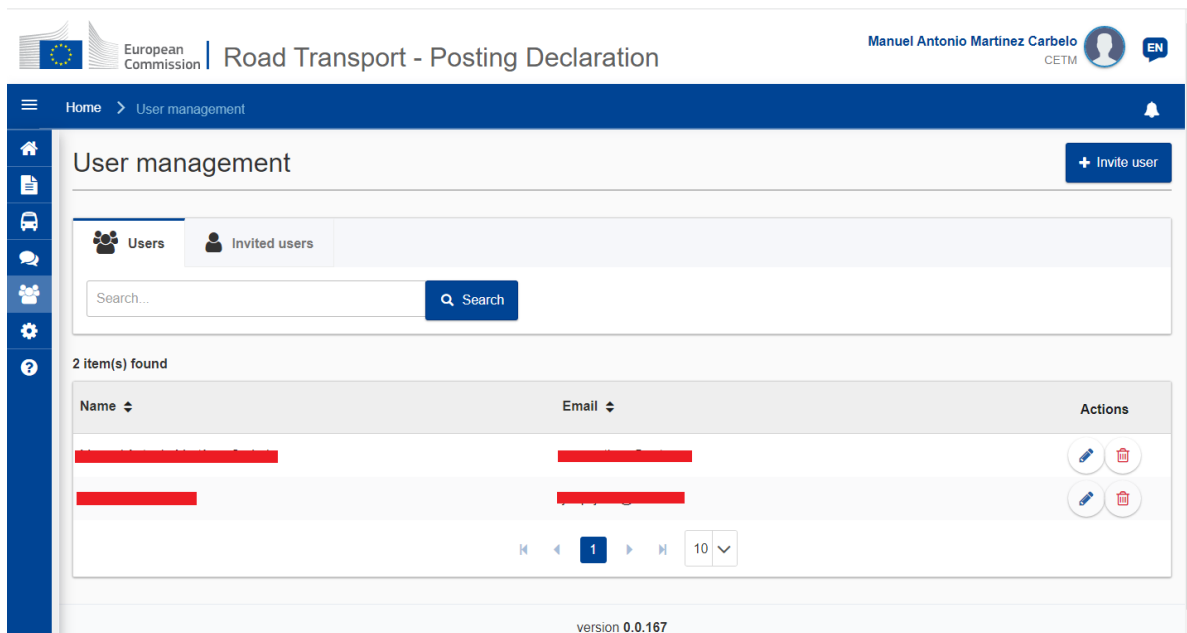 European
Commission
Road Transport - Posting Declaration
Manuel Antonio Martinez Carbelo
CETM
EN
Home > User management
User management
+ Invite user
Users
Invited users
Search...
Search
2 item(s) found
Name
Email
Actions
1
10
version 0.0.167